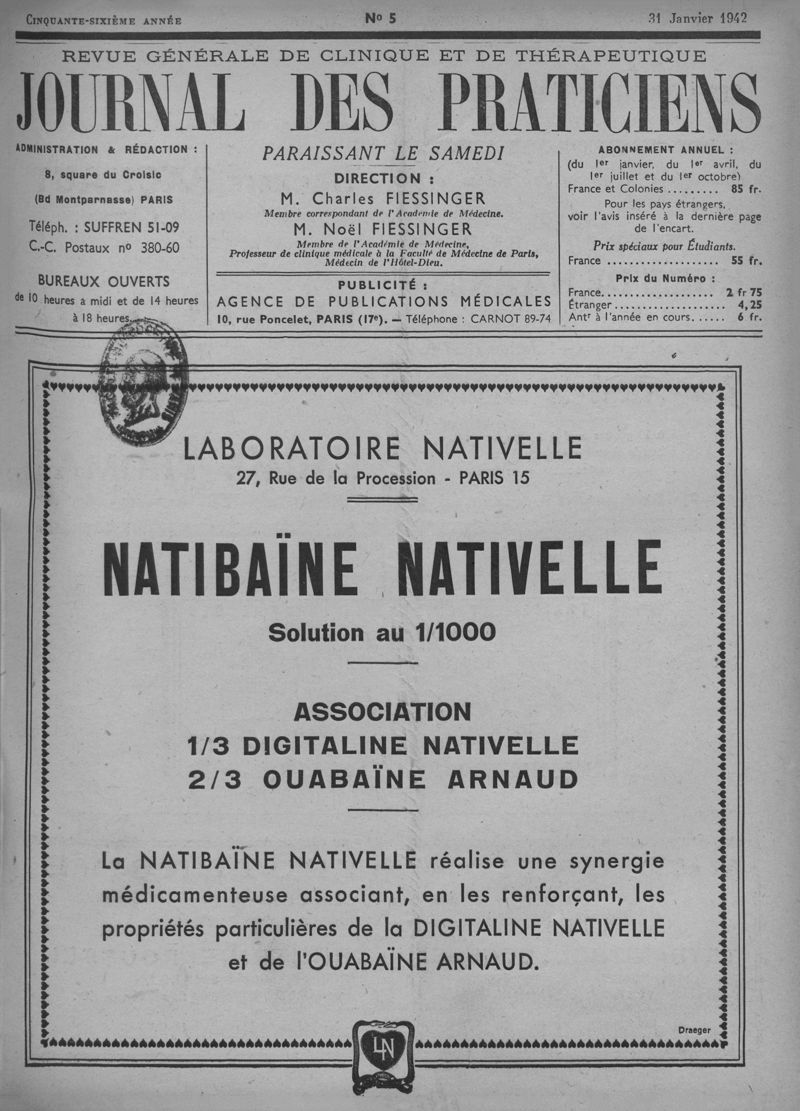 CINQUANTE-SIXIÈME ANNÉE
No 5
31 Janvier 1942
REVUE GÉNÉRALE DE CLINIQUE ET DE THÉRAPEUTIQUE
JOURNAL DES PRATICIENS
ADMINISTRATION & RÉDACTION :
8, square du Croisic
(Bd Montparnasse) PARIS
Téléph. : SUFFREN 51-09
C.-C. Postaux no 380-60
BUREAUX OUVERTS
de 10 heures a midi et de 14 heures
à 18 heures
PARAISSANT LE SAMEDI
DIRECTION :
M. Charles FIESSINGER
Membre correspondant de l'Académie de Médecine.
M. Noël FIESSINGER
Membre de l'Académie de Médecine,
Professeur de clinique médicale à la Faculté de Médecine de Paris,
Médecin de l'Hôtel-Dieu.
PUBLICITÉ :
AGENCE DE PUBLICATIONS MÉDICALES
10, rue Poncelet, PARIS (17e). — Téléphone : CARNOT 89-74
ABONNEMENT ANNUEL :
(du 1er janvier, du 1er avril, du
1er juillet et du 1er octobre)
France et Colonies ......... 85 fr.
Pour les pays étrangers,
voir l'avis inséré à la dernière page
de l'encart.
Prix spéciaux pour Étudiants.
France ................... 55 fr.
Prix du Numéro :
France.................. 2 fr 75
Étranger.................. 4,25
Antr à l'année en cours...... 6 fr.
LABORATOIRE NATIVELLE
27, Rue de la Procession - PARIS 15
NATIBAÏNE NATIVELLE
Solution au 1/1000
ASSOCIATION
1/3 DIGITALINE NATIVELLE
2/3 OUABAÏNE ARNAUD
La NATIBAÏNE NATIVELLE réalise une synergie
médicamenteuse associant, en les renforçant, les
propriétés particulières de la DIGITALINE NATIVELLE
et de l'OUABAÏNE ARNAUD.
Draeger
LN